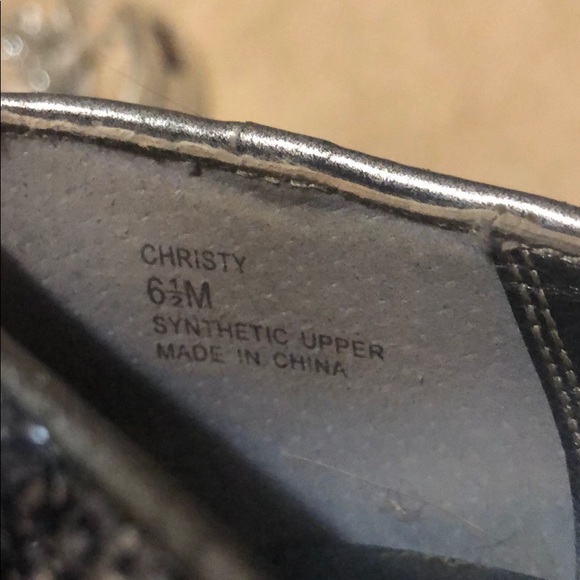 CHRISTY
6½M
SYNTHETIC UPPER
MADE IN CHINA